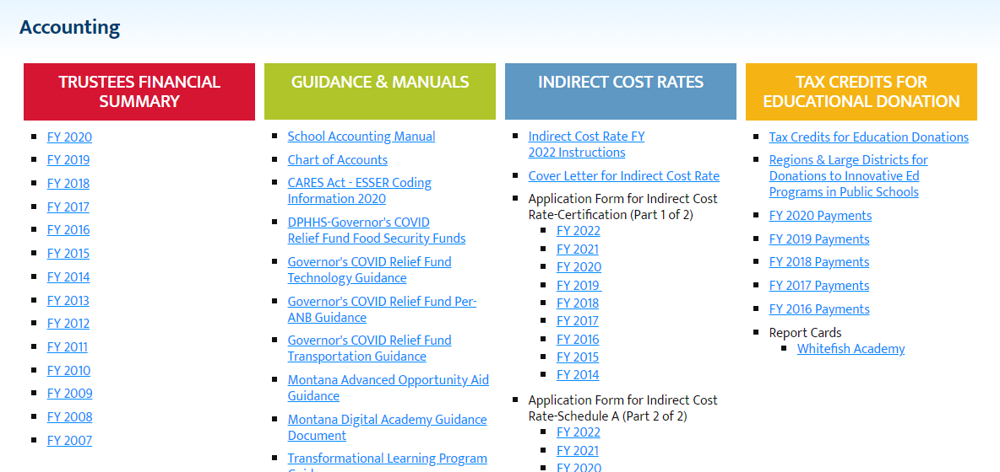 Accounting
TRUSTEES FINANCIAL
SUMMARY
FY 2020
FY 2019
FY 2018
FY 2017
FY 2016
FY 2015
FY 2014
FY 2013
FY 2012
FY 2011
FY 2010
FY 2009
FY 2008
FY 2007
GUIDANCE & MANUALS
School Accounting Manual
Chart of Accounts
CARES Act - ESSER Coding
Information 2020
DPHHS-Governor's COVID
Relief Fund Food Security Funds
Governor's COVID Relief Fund
Technology Guidance
Governor's COVID Relief Fund Per-
ANB Guidance
Governor's COVID Relief Fund
Transportation Guidance
Montana Advanced Opportunity Aid
Guidance
Montana Digital Academy Guidance
Document
Transformational Learning Program
INDIRECT COST RATES
Indirect Cost Rate FY
2022 Instructions
Cover Letter for Indirect Cost Rate
Application Form for Indirect Cost
Rate-Certification (Part 1 of 2)
FY 2022
FY 2021
FY 2020
FY 2019
FY 2018
FY 2017
FY 2016
FY 2015
FY 2014
Application Form for Indirect Cost
Rate-Schedule A (Part 2 of 2)
FY 2022
FY 2021
FY 2020
TAX CREDITS FOR
EDUCATIONAL DONATION
Tax Credits for Education Donations
Regions & Large Districts for
Donations to Innovative Ed
Programs in Public Schools
FY 2020 Payments
FY 2019 Payments
FY 2018 Payments
FY 2017 Payments
FY 2016 Payments
Report Cards
Whitefish Academy